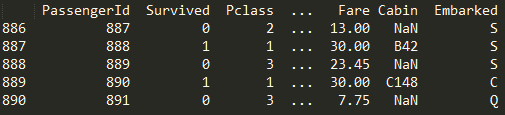 PassengerId Survived Pclass ... Fare Cabin Embarked
886 887 0 2 ... 13.00 NaN S
887 888 1 1 ... 30.00 B42 S
888 889 0 3 ... 23.45 NaN S
889 890 1 1 ... 30.00 C148 C
890 891 0 3 ... 7.75 NaN Q